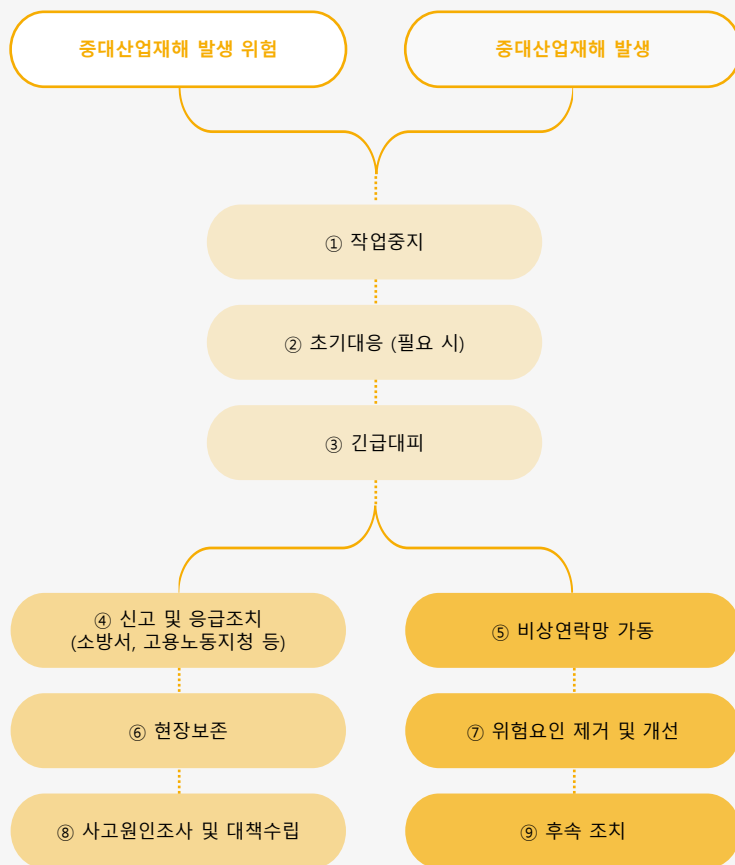 중대산업재해 발생 위험
중대산업재해 발생
① 작업중지
② 초기대응 (필요 시)
③ 긴급대피
④ 신고 및 응급조치
(소방서, 고용노동지청 등)
⑤ 비상연락망 가동
⑥ 현장보존
⑦ 위험요인 제거 및 개선
⑧ 사고원인조사 및 대책수립
⑨ 후속 조치